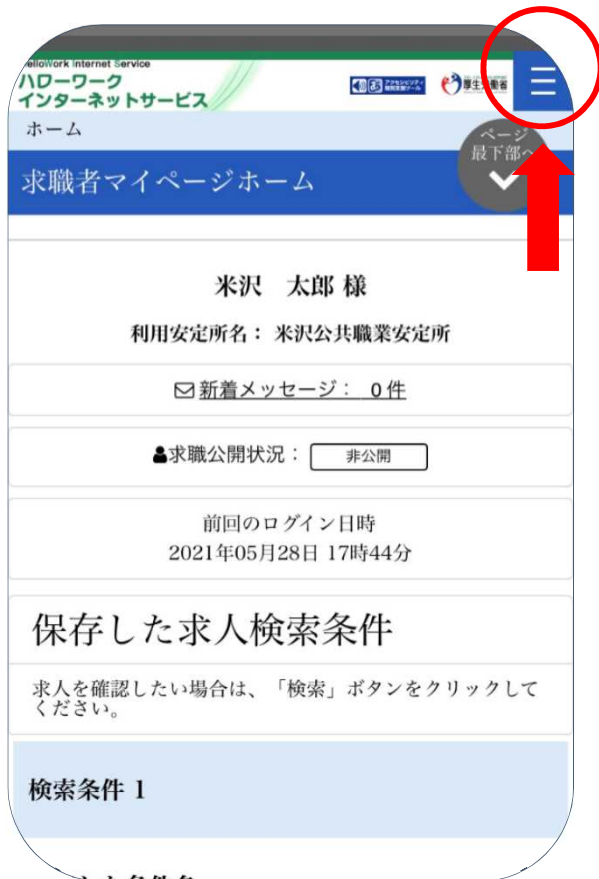 elloWork Internet Service
ハローワーク
インターネットサービス
ホーム
ページ
最下部へ
求職者マイページホーム
米沢 太郎 様
利用安定所名： 米沢公共職業安定所
新着メッセージ： 0件
求職公開状況： 非公開
前回のログイン日時
2021年05月28日 17時44分
保存した求人検索条件
求人を確認したい場合は、「検索」ボタンをクリックして
ください。
検索条件 1